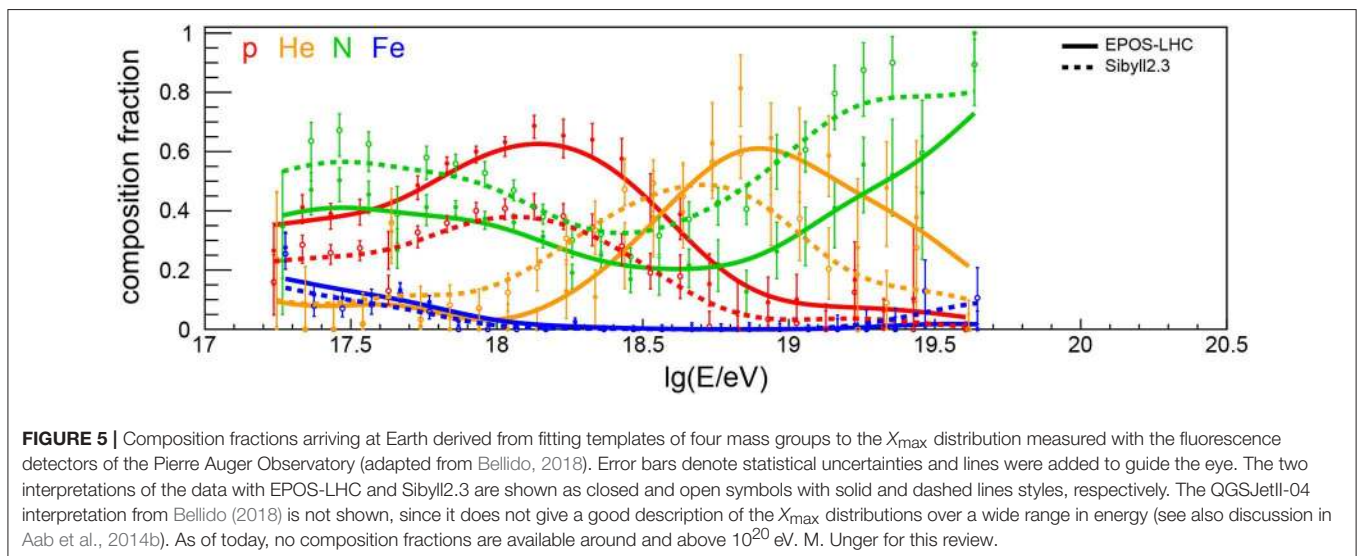 1
0.8
0.6
0.4
0.2
0
composition fraction
p He N Fe
EPOS-LHC
Sibyll2.3
17 17.5 18 18.5 19 19.5 20 20.5
lg(E/eV)
FIGURE 5 | Composition fractions arriving at Earth derived from fitting templates of four mass groups to the Xmax distribution measured with the fluorescence
detectors of the Pierre Auger Observatory (adapted from Bellido, 2018). Error bars denote statistical uncertainties and lines were added to guide the eye. The two
interpretations of the data with EPOS-LHC and Sibyll2.3 are shown as closed and open symbols with solid and dashed lines styles, respectively. The QGSJetII-04
interpretation from Bellido (2018) is not shown, since it does not give a good description of the Xmax distributions over a wide range in energy (see also discussion in
Aab et al., 2014b). As of today, no composition fractions are available around and above 10²⁰ eV. M. Unger for this review.